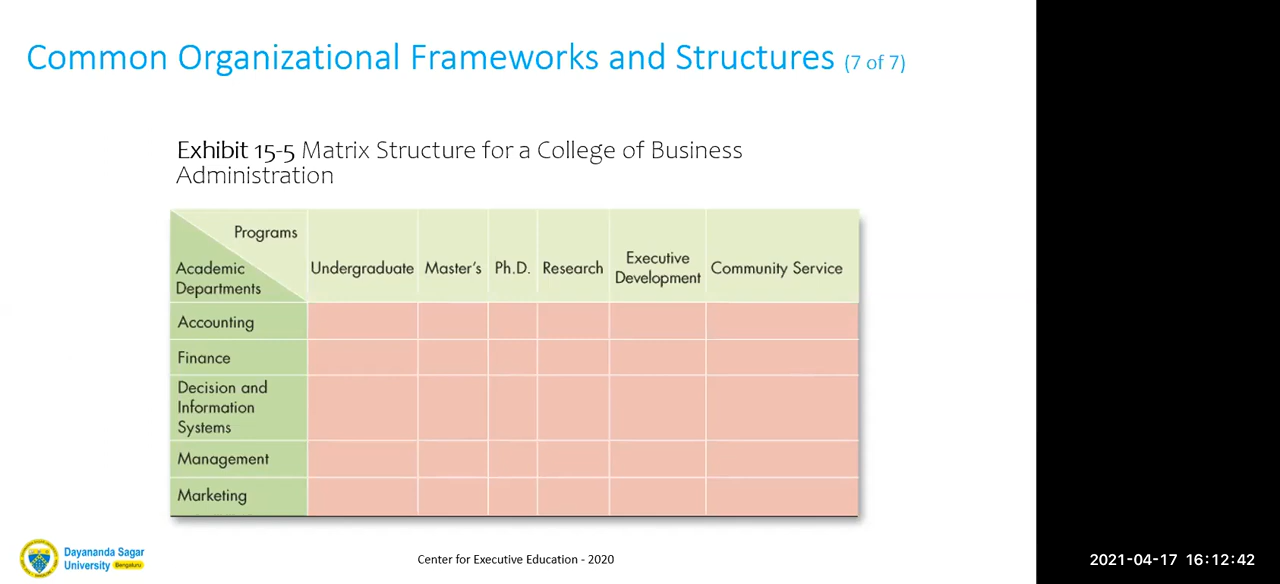 Common Organizational Frameworks and Structures (7 of 7)
Exhibit 15-5 Matrix Structure for a College of Business
Administration
Programs
Academic
Departments
Undergraduate
Master's
Ph.D.
Research
Executive
Development
Community Service
Accounting
Finance
Decision and
Information
Systems
Management
Marketing
Dayananda Sagar
University Bengaluru
Center for Executive Education - 2020
2021-04-17 16:12:42